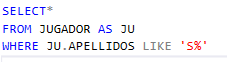 SELECT*
FROM JUGADOR AS JU
WHERE JU.APELLIDOS LIKE 'S%'